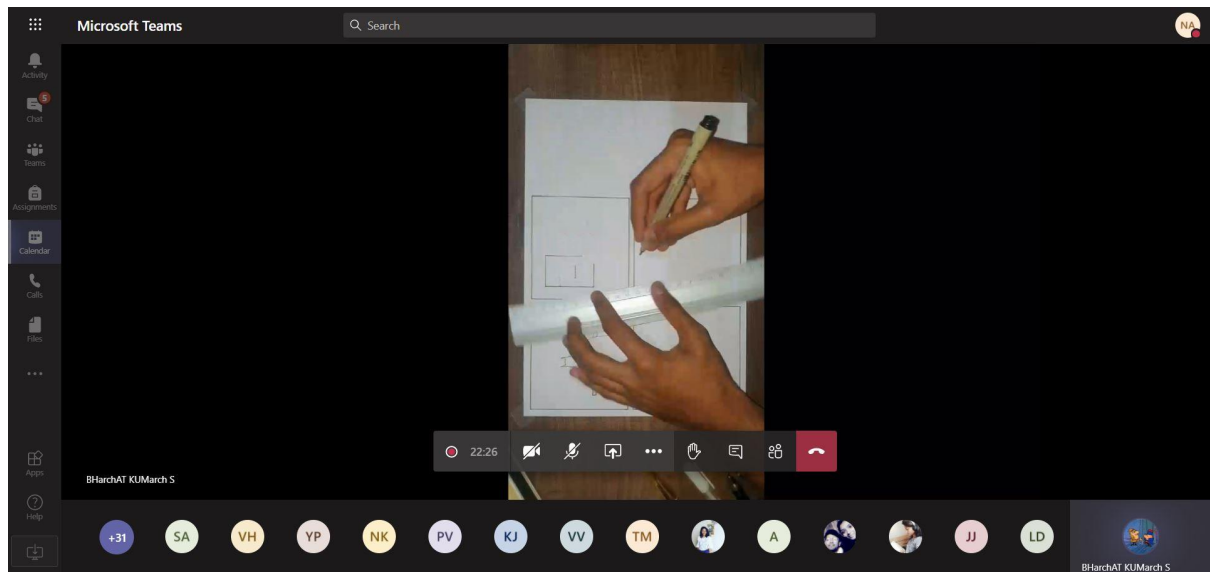 Microsoft Teams
Search
NA
Activity
5
Chat
Teams
Assignments
Calendar
Calls
Files
Apps
Help
22:26
BHarchAT KUMarch S
+31
SA
VH
YP
NK
PV
KJ
VV
TM
A
JJ
LD
BHarchAT KUMarch S